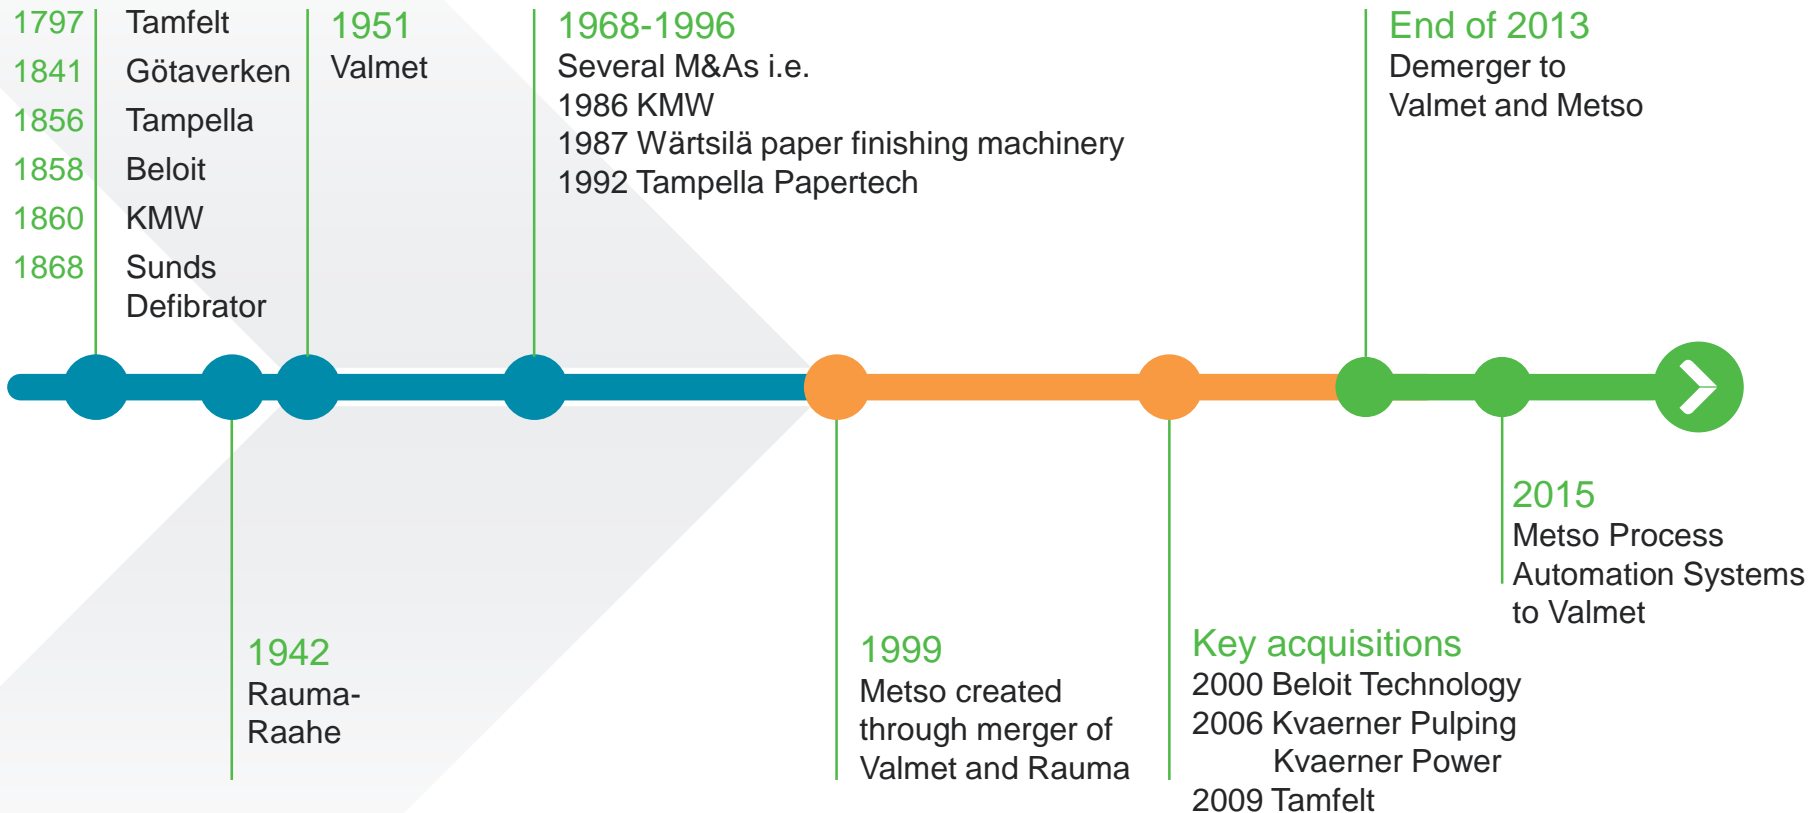 1797 Tamfelt
1841 Götaverken
1856 Tampella
1858 Beloit
1860 KMW
1868 Sunds
Defibrator
1951
Valmet
1968-1996
Several M&As i.e.
1986 KMW
1987 Wärtsilä paper finishing machinery
1992 Tampella Papertech
End of 2013
Demerger to
Valmet and Metso
1942
Rauma-
Raahe
1999
Metso created
through merger of
Valmet and Rauma
Key acquisitions
2000 Beloit Technology
2006 Kvaerner Pulping
Kvaerner Power
2009 Tamfelt
2015
Metso Process
Automation Systems
to Valmet